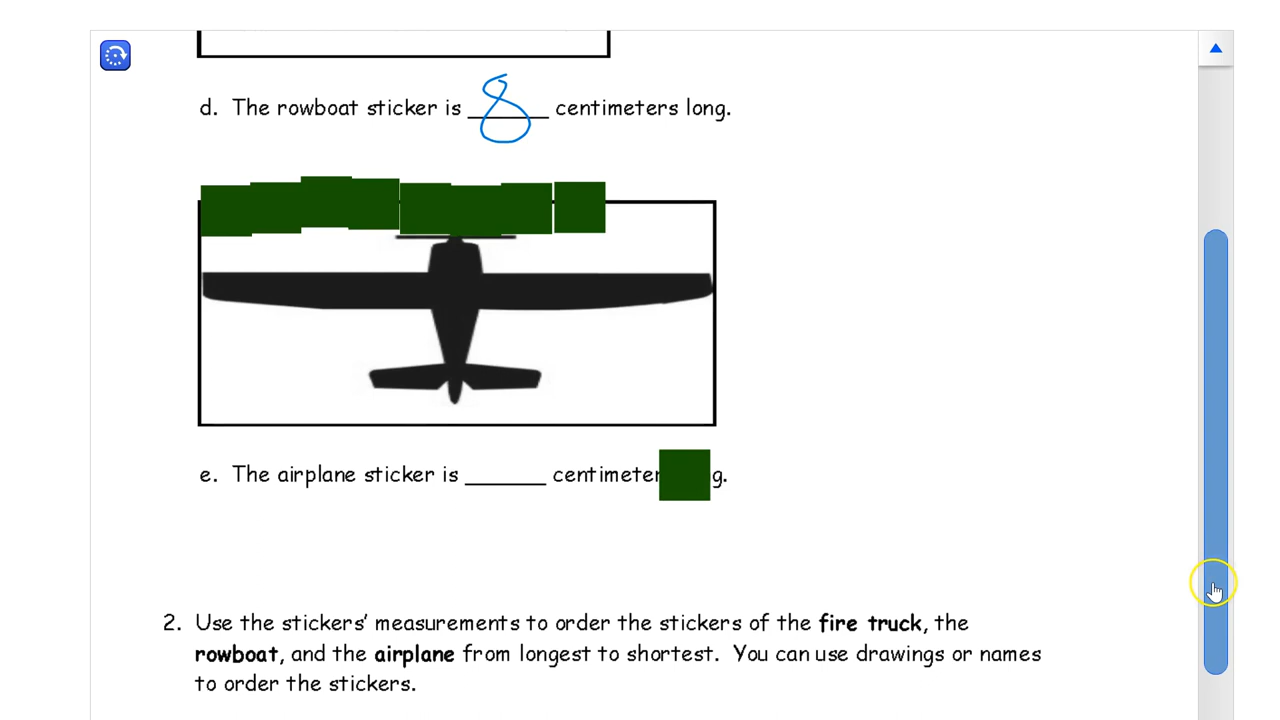 d. The rowboat sticker is 8 centimeters long.
e. The airplane sticker is ______ centimeter g.
2. Use the stickers’ measurements to order the stickers of the fire truck, the
rowboat, and the airplane from longest to shortest. You can use drawings or names
to order the stickers.